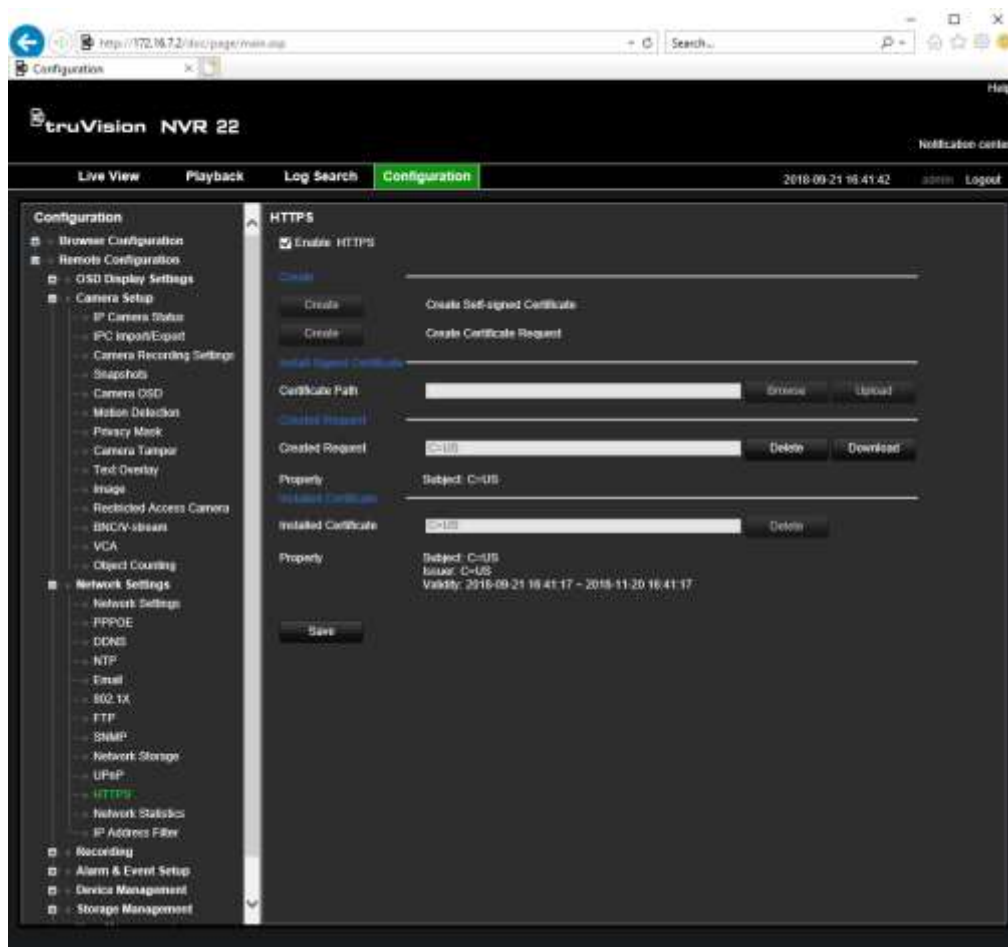 http://172.16.7.2/doc/page/main.asp
Search...
Configuration
Help
truVision NVR 22
Notification center
Live View Playback Log Search Configuration
2018-09-21 16:41:42 admin Logout
Configuration
Browser Configuration
Remote Configuration
OSD Display Settings
Camera Setup
IP Camera Status
IPC Import/Export
Camera Recording Settings
Snapshots
Camera OSD
Motion Detection
Privacy Mask
Camera Tamper
Text Overlay
Image
Restricted Access Camera
BNC/V-stream
VCA
Object Counting
Network Settings
Network Settings
PPPOE
DDNS
NTP
Email
802.1X
FTP
SNMP
Network Storage
UPnP
HTTPS
Network Statistics
IP Address Filter
Recording
Alarm & Event Setup
Device Management
Storage Management
HTTPS
Enable HTTPS
Create
Create Create Self-signed Certificate
Create Create Certificate Request
Install Signed Certificate
Certificate Path Browse Upload
Created Request
Created Request C=US Delete Download
Property Subject: C=US
Installed Certificate
Installed Certificate C=US Delete
Property Subject: C=US
Issuer: C=US
Validity: 2018-09-21 16:41:17 ~ 2018-11-20 16:41:17
Save